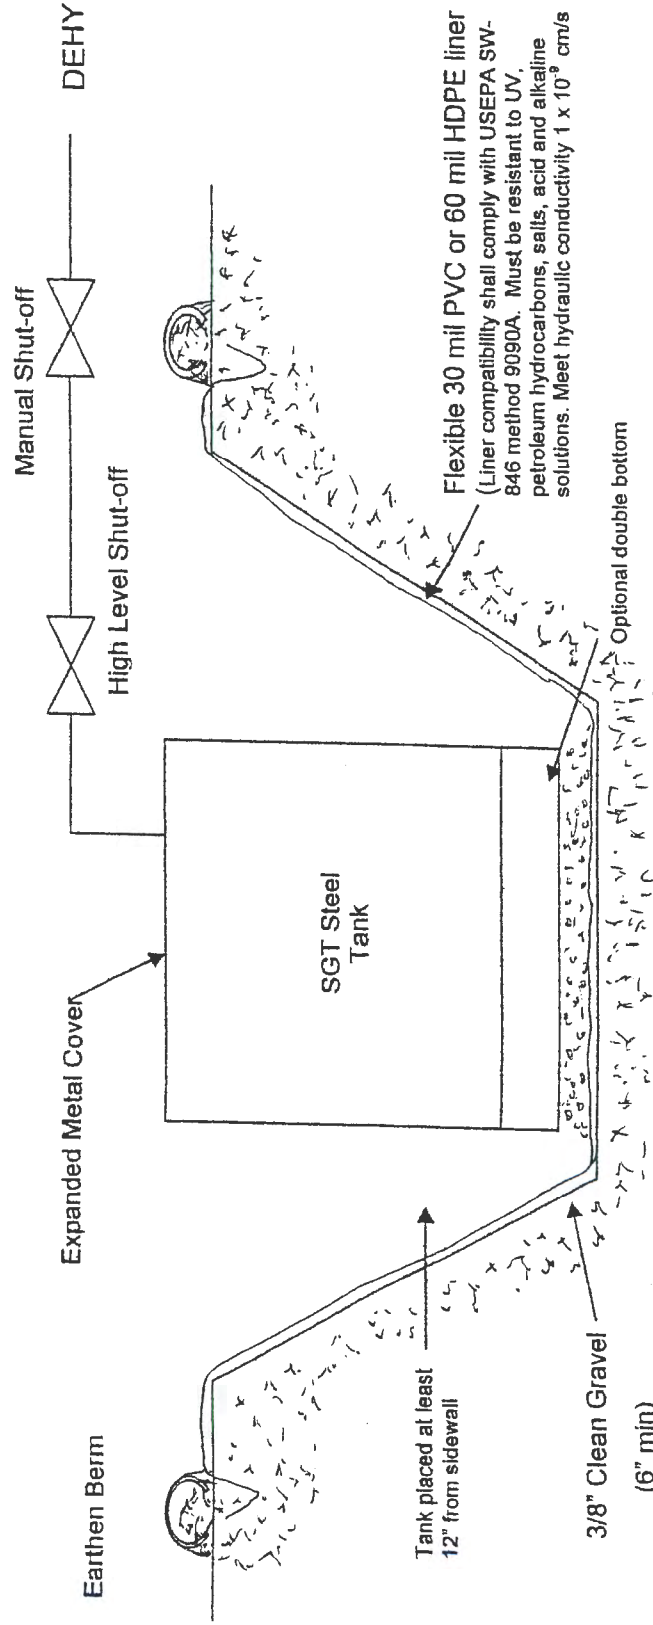 DEHY
Manual Shut-off
High Level Shut-off
Expanded Metal Cover
Earthen Berm
SGT Steel
Tank
Tank placed at least
12" from sidewall
3/8" Clean Gravel
(6" min)
Optional double bottom
Flexible 30 mil PVC or 60 mil HDPE liner
(Liner compatibility shall comply with USEPA SW-
846 method 9090A. Must be resistant to UV,
petroleum hydrocarbons, salts, acid and alkaline
solutions. Meet hydraulic conductivity 1 x 10⁻⁹ cm/s